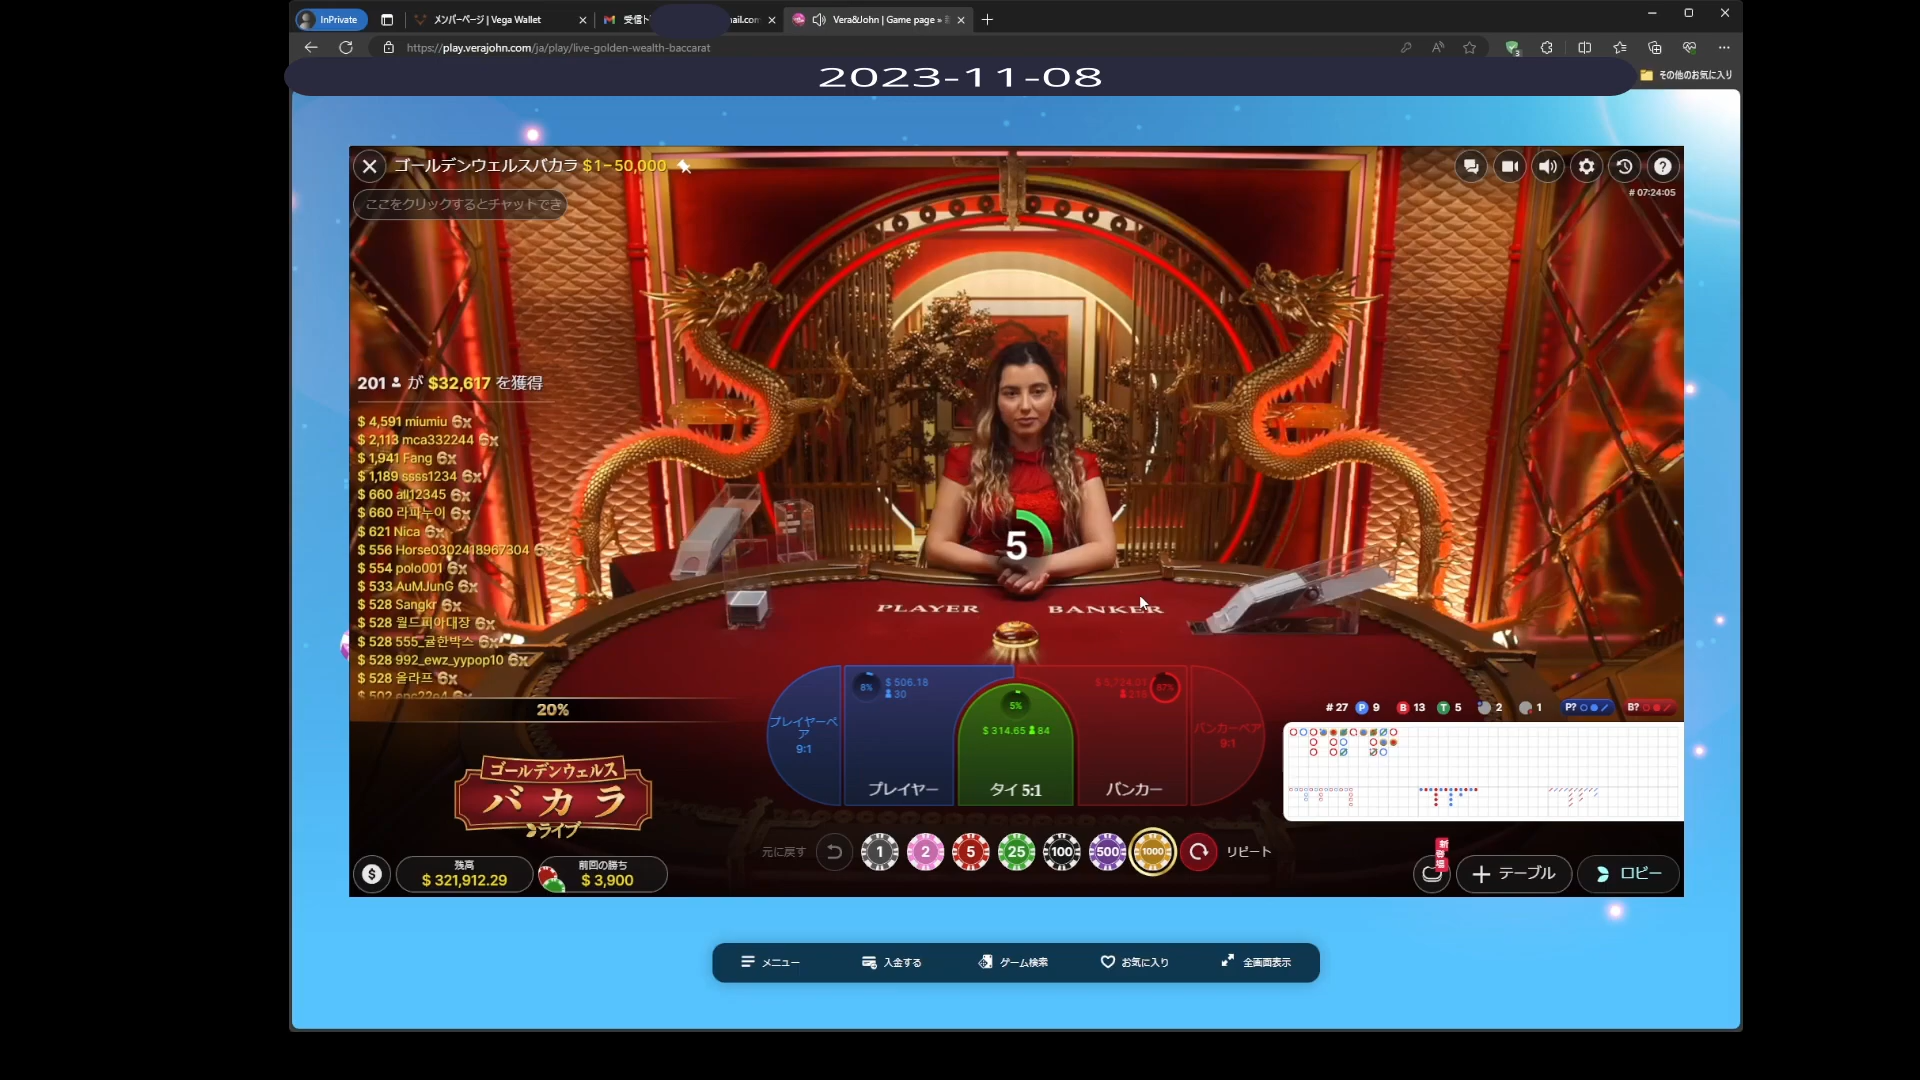 InPrivate
メンバーページ | Vega Wallet
受信ト
ail.com
Vera&John | Game page »
https://play.verajohn.com/ja/play/live-golden-wealth-baccarat
2023-11-08
その他のお気に入り
ゴールデンウェルスバカラ $1-50,000
ここをクリックするとチャットでき
# 07:24:05
201 が $32,617 を獲得
$ 4,591 miumiu 6x
$ 2,113 mca332244 6x
$ 1,941 Fang 6x
$ 1,189 ssss1234 6x
$ 660 all12345 6x
$ 660 라파누이 6x
$ 621 Nica 6x
$ 556 Horse0302418967304
$ 554 polo001 6x
$ 533 AuMJunG 6x
$ 528 Sangkr 6x
$ 528 월드피아대장 6x
$ 528 555_귤한박스 6x
$ 528 992_ewz_yypop10 6x
$ 528 올라프 6x
20%
5
PLAYER
BANKER
8%
$ 506.18
30
5%
$ 314.65 84
87%
プレイヤーペア
9:1
プレイヤー
タイ 5:1
バンカー
バンカーペア
9:1
# 27 P 9 B 13 T 5 2 1 P? B?
ゴールデンウェルス
バカラ
ライブ
元に戻す
1 2 5 25 100 500 1000
リピート
残高
$ 321,912.29
前回の勝ち
$ 3,900
テーブル
ロビー
メニュー
入金する
ゲーム検索
お気に入り
全画面表示